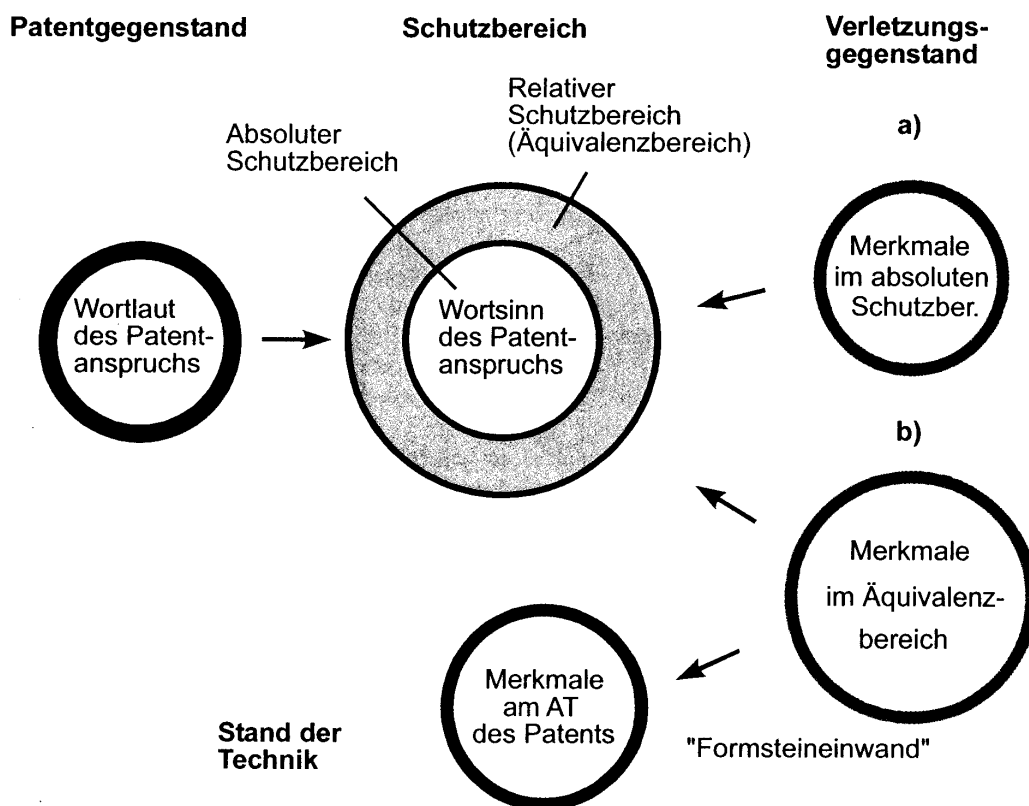 Patentgegenstand
Schutzbereich
Verletzungs-
gegenstand
Relativer
Schutzbereich
(Äquivalenzbereich)
Absoluter
Schutzbereich
a)
Wortlaut
des Patent-
anspruchs
Wortsinn
des Patent-
anspruchs
Merkmale
im absoluten
Schutzber.
b)
Merkmale
im Äquivalenz-
bereich
Merkmale
am AT
des Patents
Stand der
Technik
"Formsteineinwand"